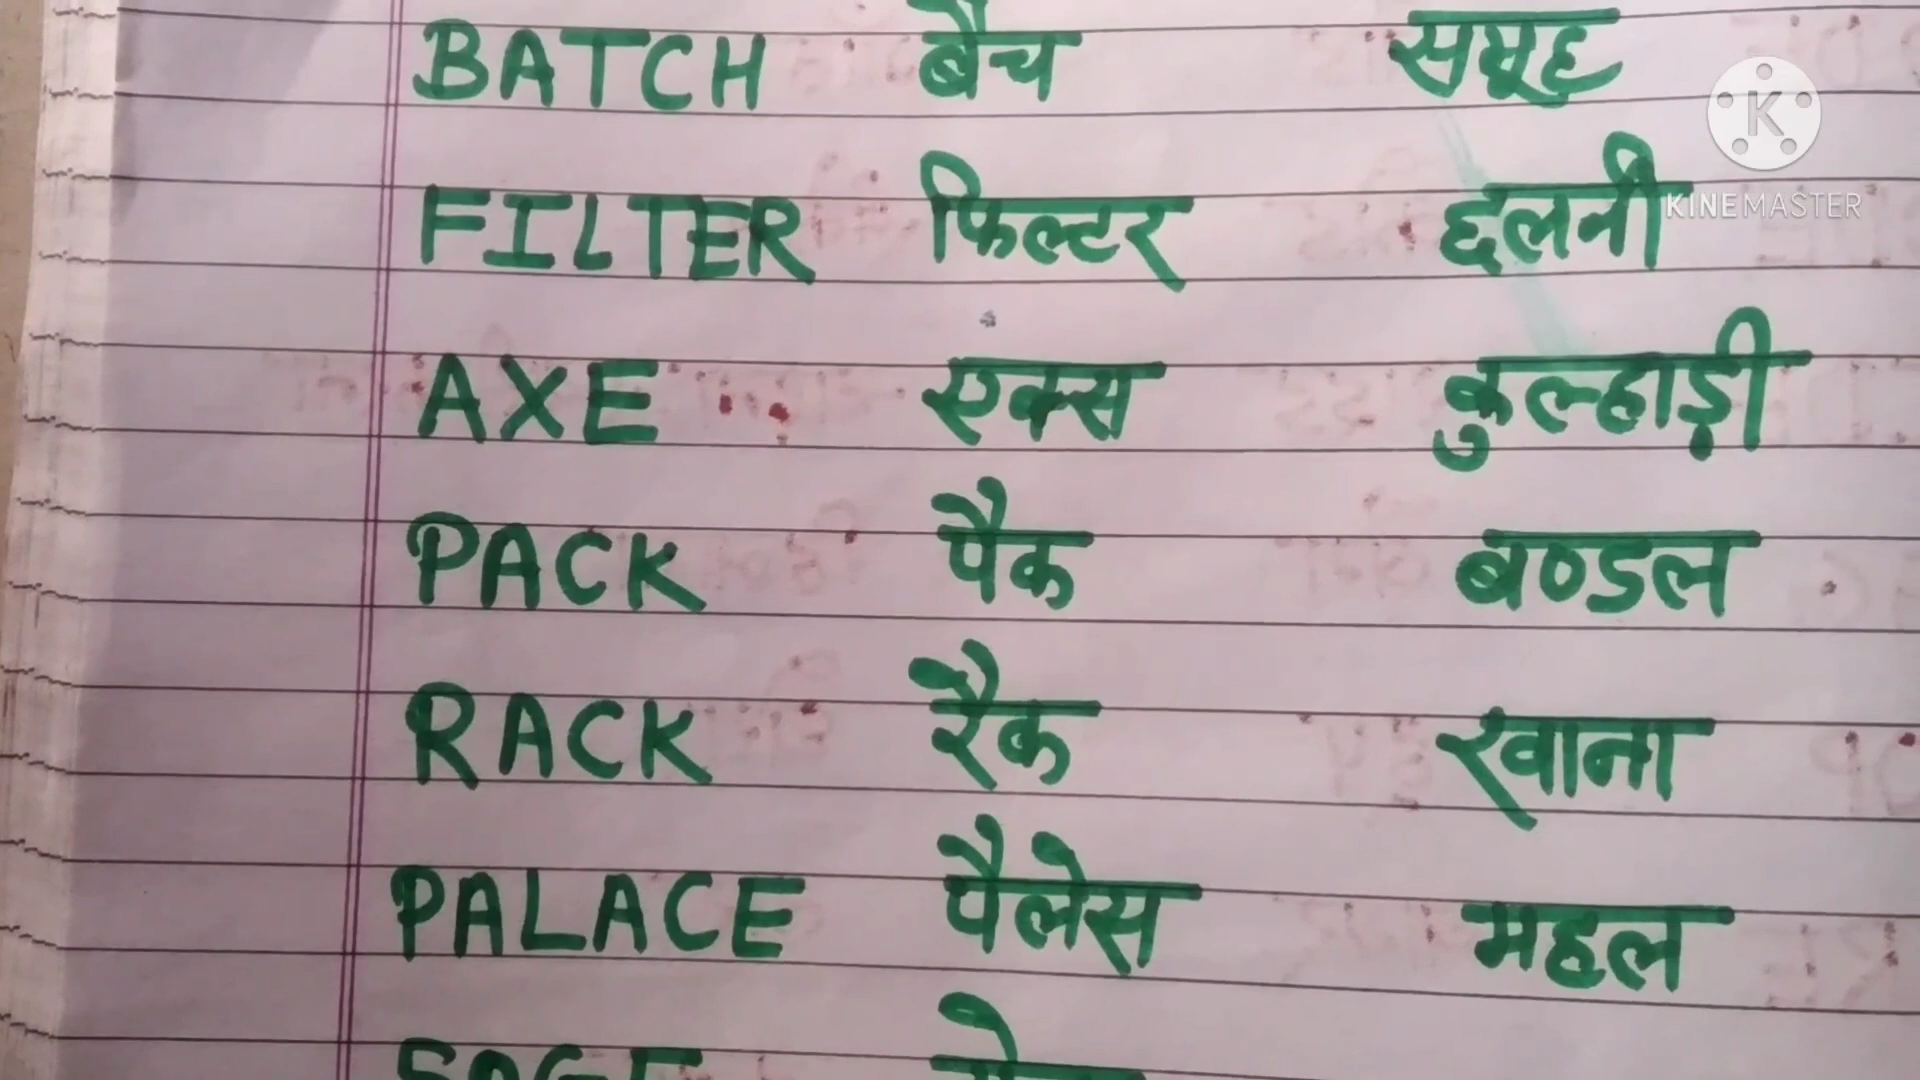 BATCH बैच समूह
K
FILTER फिल्टर छलनी
KINEMASTER
AXE एक्स कुल्हाड़ी
PACK पैक बण्डल
RACK रैक खाना
PALACE पैलेस महल